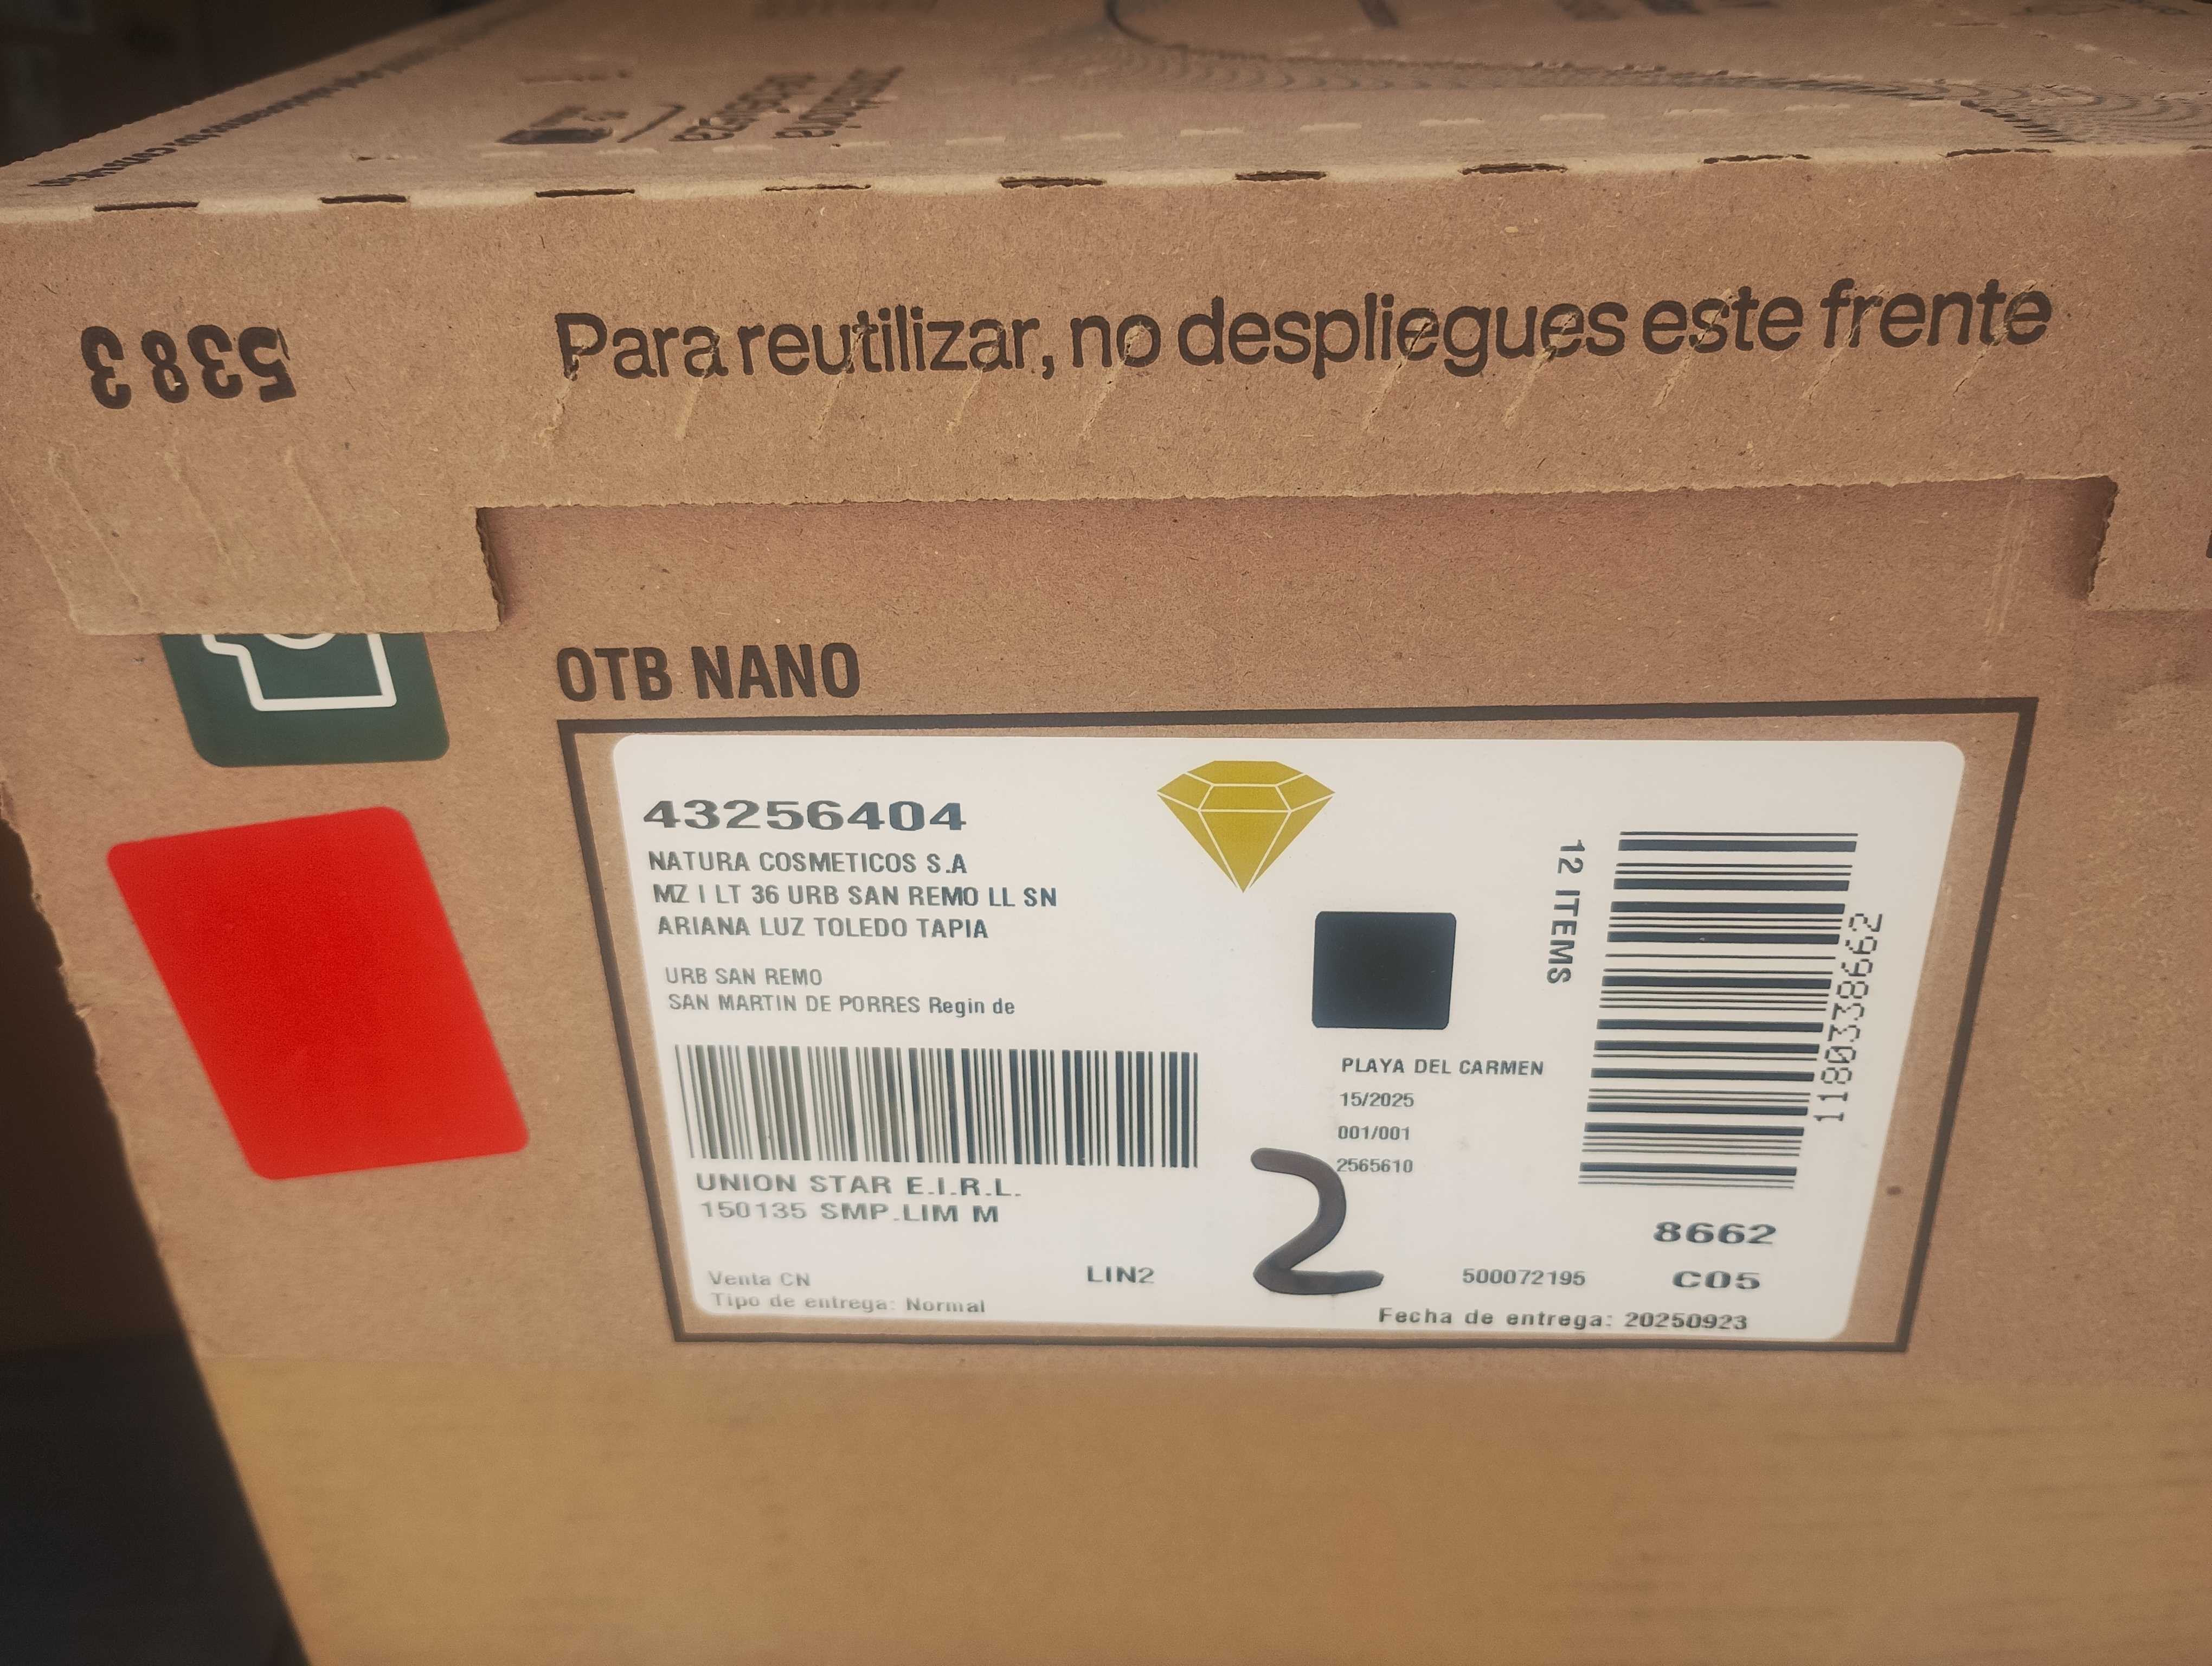 5383
Para reutilizar, no despliegues este frente
OTB NANO
43256404
NATURA COSMETICOS S.A
MZ I LT 36 URB SAN REMO LL SN
ARIANA LUZ TOLEDO TAPIA
URB SAN REMO
SAN MARTIN DE PORRES Regin de
UNION STAR E.I.R.L.
150135 SMP.LIM M
Venta CN
Tipo de entrega: Normal
LIN2
2
PLAYA DEL CARMEN
15/2025
001/001
2565610
12 ITEMS
1180338662
8662
500072195
C05
Fecha de entrega: 20250923